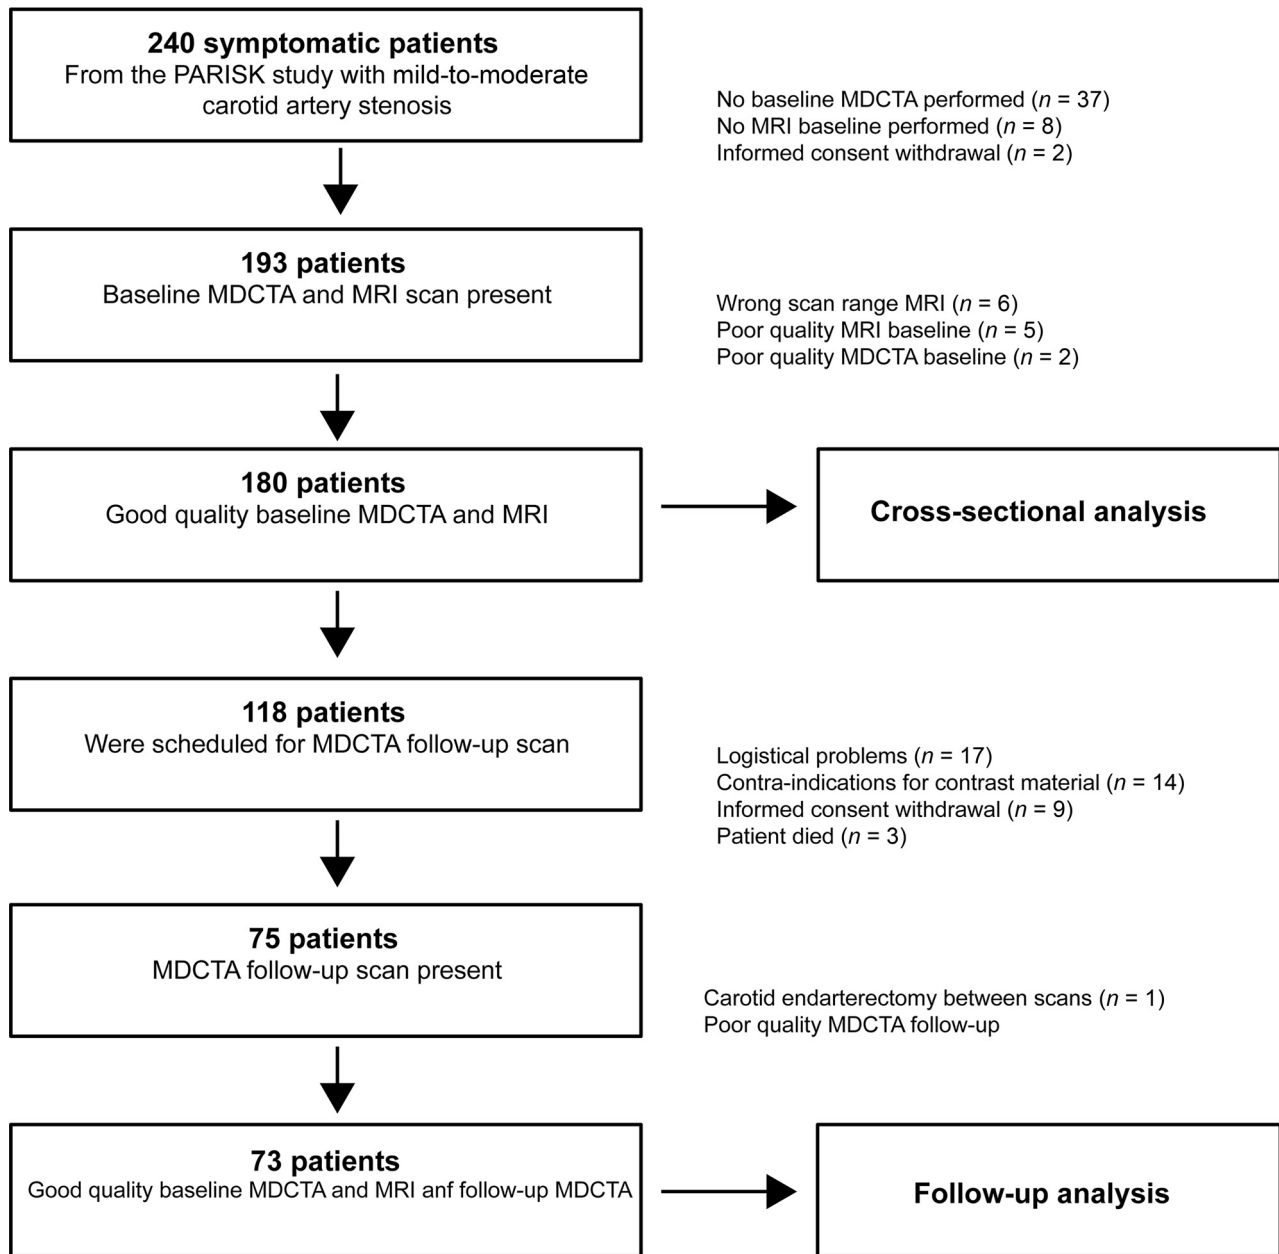 240 symptomatic patients
From the PARISK study with mild-to-moderate
carotid artery stenosis
No baseline MDCTA performed (n = 37)
No MRI baseline performed (n = 8)
Informed consent withdrawal (n = 2)
193 patients
Baseline MDCTA and MRI scan present
Wrong scan range MRI (n = 6)
Poor quality MRI baseline (n = 5)
Poor quality MDCTA baseline (n = 2)
180 patients
Good quality baseline MDCTA and MRI
Cross-sectional analysis
118 patients
Were scheduled for MDCTA follow-up scan
Logistical problems (n = 17)
Contra-indications for contrast material (n = 14)
Informed consent withdrawal (n = 9)
Patient died (n = 3)
75 patients
MDCTA follow-up scan present
Carotid endarterectomy between scans (n = 1)
Poor quality MDCTA follow-up
73 patients
Good quality baseline MDCTA and MRI anf follow-up MDCTA
Follow-up analysis